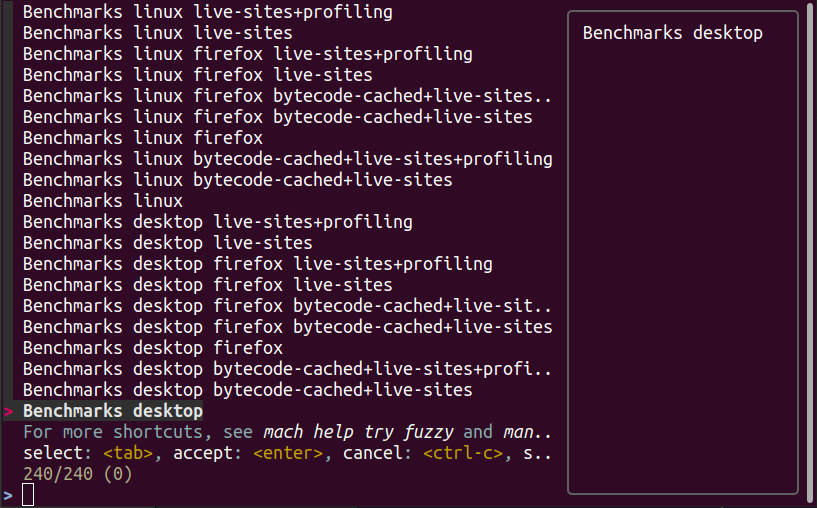 Benchmarks linux live-sites+profiling
Benchmarks linux live-sites
Benchmarks linux firefox live-sites+profiling
Benchmarks linux firefox live-sites
Benchmarks linux firefox bytecode-cached+live-sites..
Benchmarks linux firefox bytecode-cached+live-sites
Benchmarks linux firefox
Benchmarks linux bytecode-cached+live-sites+profiling
Benchmarks linux bytecode-cached+live-sites
Benchmarks linux
Benchmarks desktop live-sites+profiling
Benchmarks desktop live-sites
Benchmarks desktop firefox live-sites+profiling
Benchmarks desktop firefox live-sites
Benchmarks desktop firefox bytecode-cached+live-sit..
Benchmarks desktop firefox bytecode-cached+live-sites
Benchmarks desktop firefox
Benchmarks desktop bytecode-cached+live-sites+profi..
Benchmarks desktop bytecode-cached+live-sites
> Benchmarks desktop
For more shortcuts, see mach help try fuzzy and man..
select: <tab>, accept: <enter>, cancel: <ctrl-c>, s..
240/240 (0)
>
Benchmarks desktop